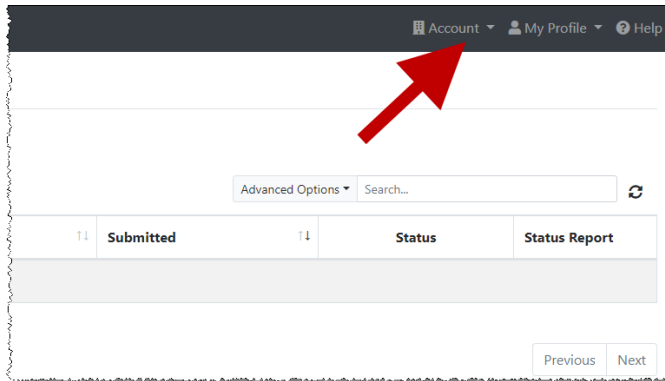 Account My Profile Help
Advanced Options Search...
Submitted Status Status Report
Previous Next